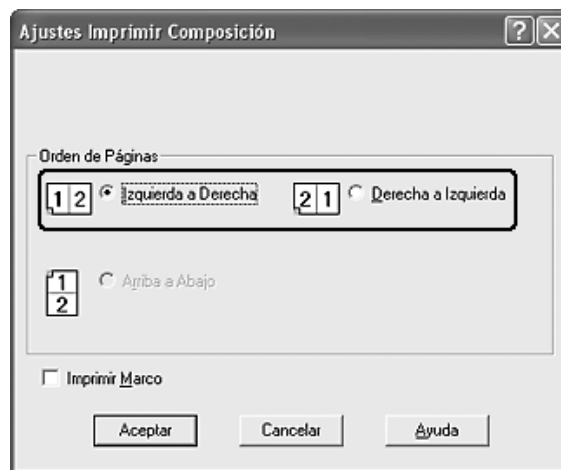 Ajustes Imprimir Composición
Orden de Páginas
1 2 Izquierda a Derecha 2 1 Derecha a Izquierda
1
2 Arriba a Abajo
Imprimir Marco
Aceptar Cancelar Ayuda